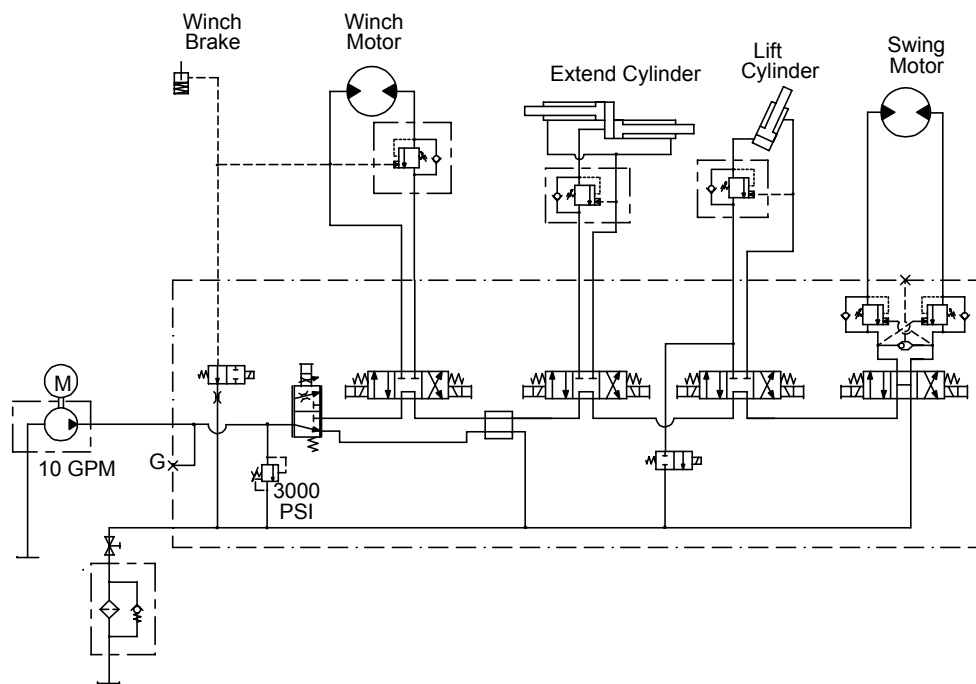 Winch
Brake
Winch
Motor
Extend Cylinder
Lift
Cylinder
Swing
Motor
M
10 GPM
G
3000
PSI